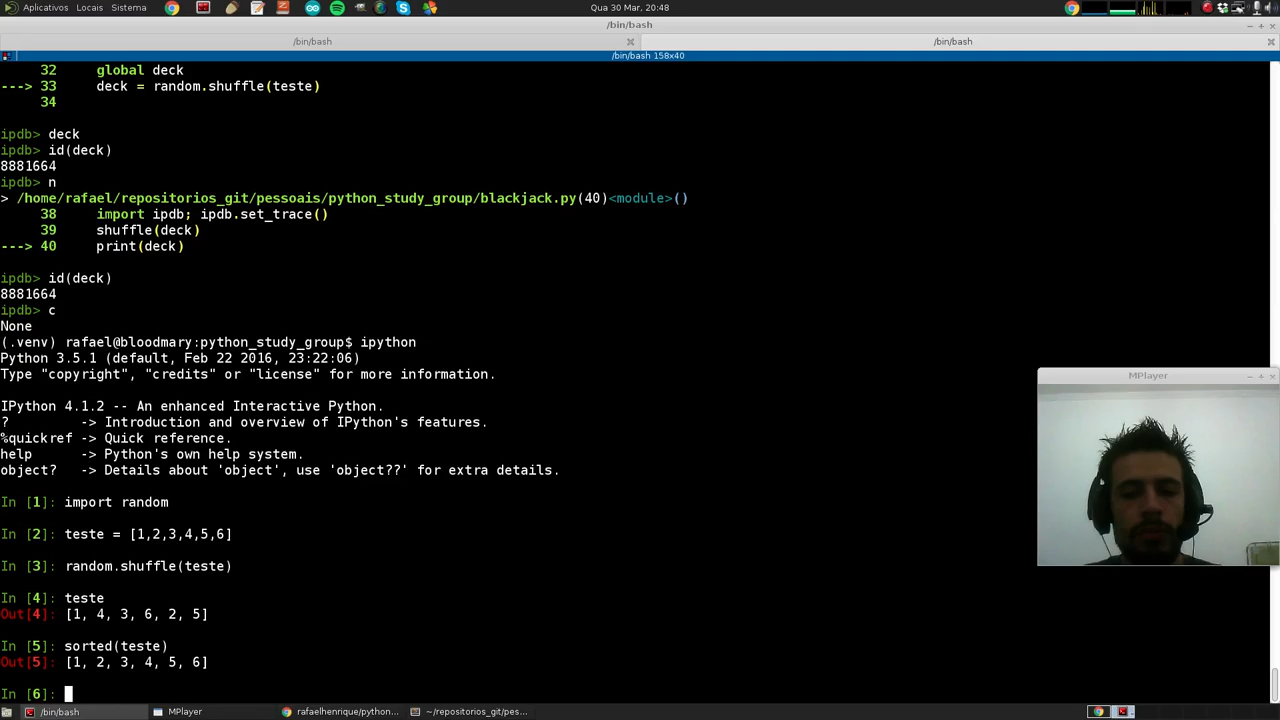 Aplicativos Locais Sistema
Qua 30 Mar, 20:48
/bin/bash
/bin/bash
/bin/bash
/bin/bash 158x40
32 global deck
---> 33 deck = random.shuffle(teste)
34
ipdb> deck
ipdb> id(deck)
8881664
ipdb> n
> /home/rafael/repositorios_git/pessoais/python_study_group/blackjack.py(40)<module>()
38 import ipdb; ipdb.set_trace()
39 shuffle(deck)
---> 40 print(deck)
ipdb> id(deck)
8881664
ipdb> c
None
(.venv) rafael@bloodmary:python_study_group$ ipython
Python 3.5.1 (default, Feb 22 2016, 23:22:06)
Type "copyright", "credits" or "license" for more information.
IPython 4.1.2 -- An enhanced Interactive Python.
? -> Introduction and overview of IPython's features.
%quickref -> Quick reference.
help -> Python's own help system.
object? -> Details about 'object', use 'object??' for extra details.
In [1]: import random
In [2]: teste = [1,2,3,4,5,6]
In [3]: random.shuffle(teste)
In [4]: teste
Out[4]: [1, 4, 3, 6, 2, 5]
In [5]: sorted(teste)
Out[5]: [1, 2, 3, 4, 5, 6]
In [6]:
MPlayer
/bin/bash
MPlayer
rafaelhenrique/python...
~/repositorios_git/pes...